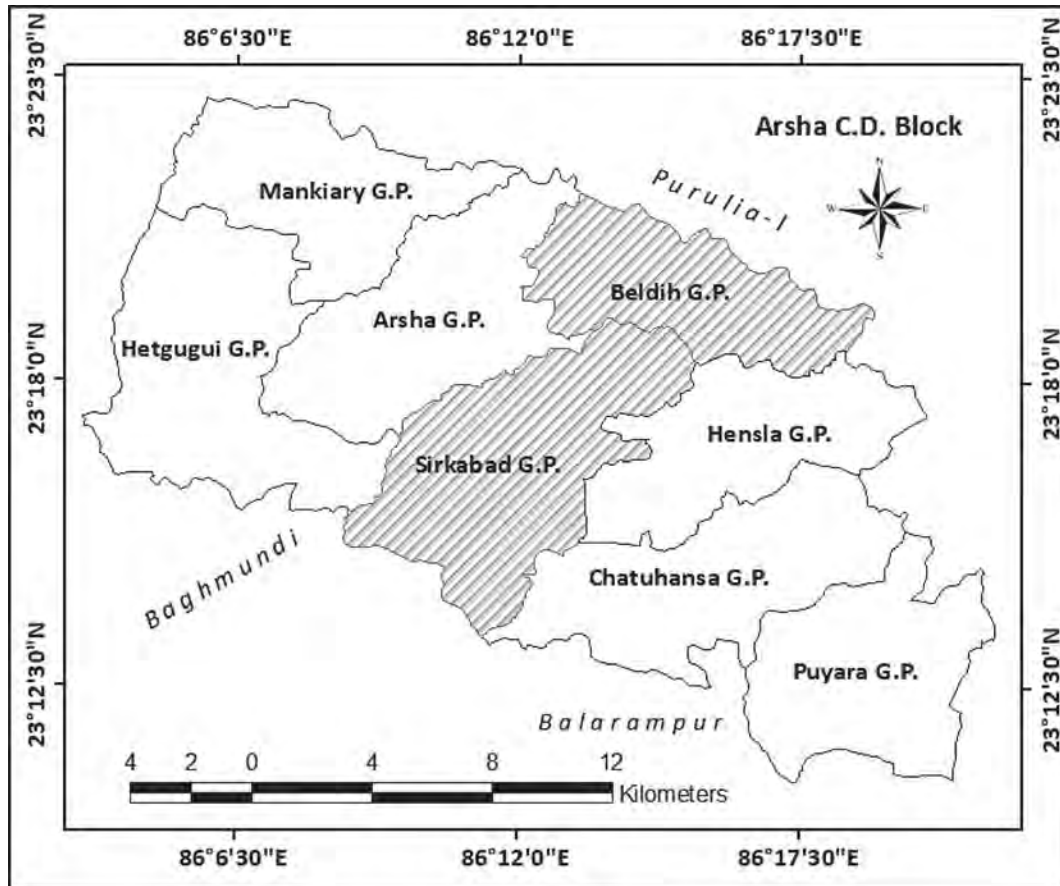 86°6'30"E 86°12'0"E 86°17'30"E
23°23'30"N 23°23'30"N
Arsha C.D. Block
N
W E
S
Purulia-I
Mankiary G.P.
Beldih G.P.
Arsha G.P.
Hetgugui G.P.
23°18'0"N 23°18'0"N
Hensla G.P.
Sirkabad G.P.
Baghmundi
Chatuhansa G.P.
Puyara G.P.
23°12'30"N 23°12'30"N
Balarampur
4 2 0 4 8 12
Kilometers
86°6'30"E 86°12'0"E 86°17'30"E